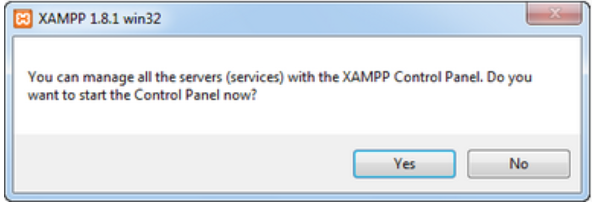 XAMPP 1.8.1 win32
You can manage all the servers (services) with the XAMPP Control Panel. Do you
want to start the Control Panel now?
Yes
No